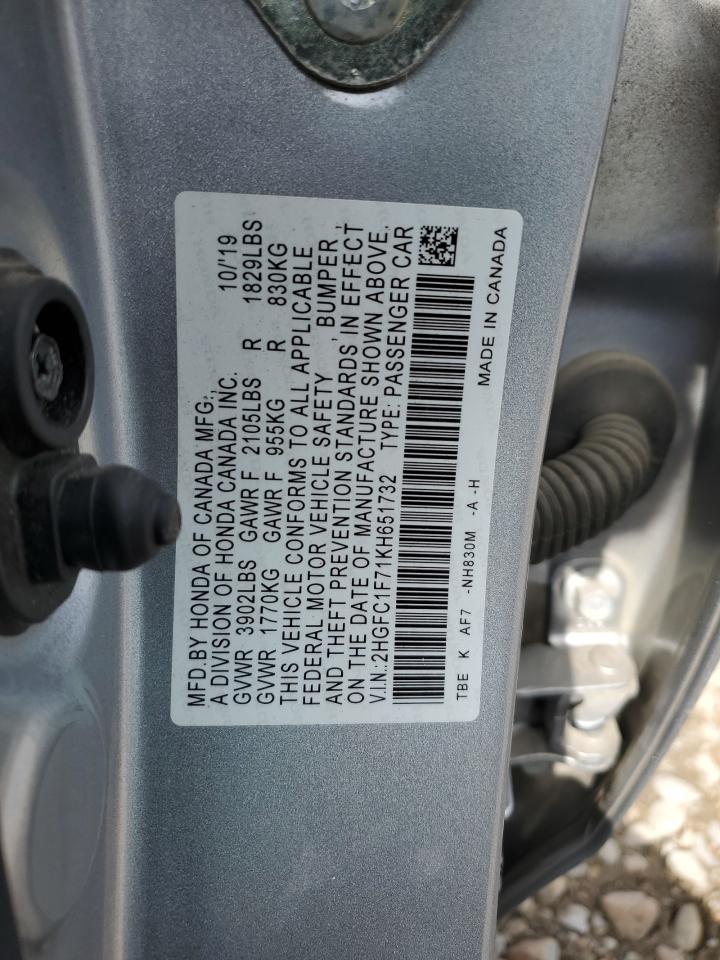 MFD.BY HONDA OF CANADA MFG., 10/19
A DIVISION OF HONDA CANADA INC.
GVWR 3902LBS GAWR F 2105LBS R 1829LBS
GVWR 1770KG GAWR F 955KG R 830KG
THIS VEHICLE CONFORMS TO ALL APPLICABLE
FEDERAL MOTOR VEHICLE SAFETY , BUMPER ,
AND THEFT PREVENTION STANDARDS IN EFFECT
ON THE DATE OF MANUFACTURE SHOWN ABOVE.
V.I.N.:2HGFC1F71KH651732 TYPE: PASSENGER CAR
TBE K AF7 -NH830M -A -H MADE IN CANADA